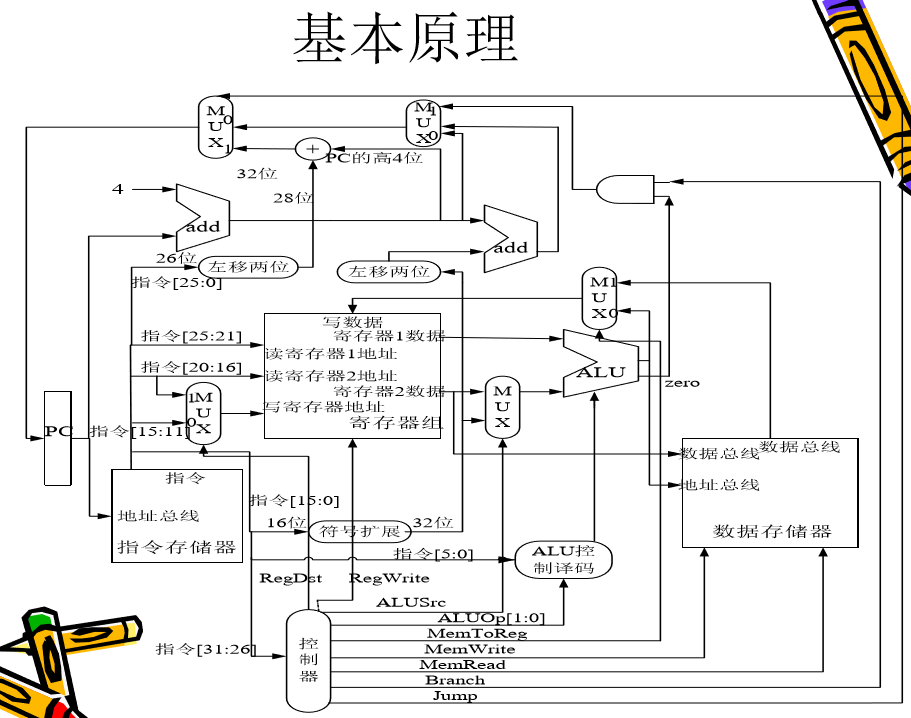 基本原理
M
U
X
0
1
M
U
X
1
0
+
PC的高4位
32位
28位
4
add
add
26位
左移两位
左移两位
指令[25:0]
M
U
X
1
0
写数据
指令[25:21]
寄存器1数据
读寄存器1地址
指令[20:16]
读寄存器2地址
ALU
zero
寄存器2数据
1
M
U
X
0
写寄存器地址
M
U
X
寄存器组
PC
指令[15:11]
数据总线
数据总线
指令
地址总线
指令[15:0]
地址总线
16位
符号扩展
32位
数据存储器
指令存储器
指令[5:0]
ALU控
制译码
RegDst
RegWrite
ALUSrc
ALUOp[1:0]
MemToReg
指令[31:26]
控
制
器
MemWrite
MemRead
Branch
Jump